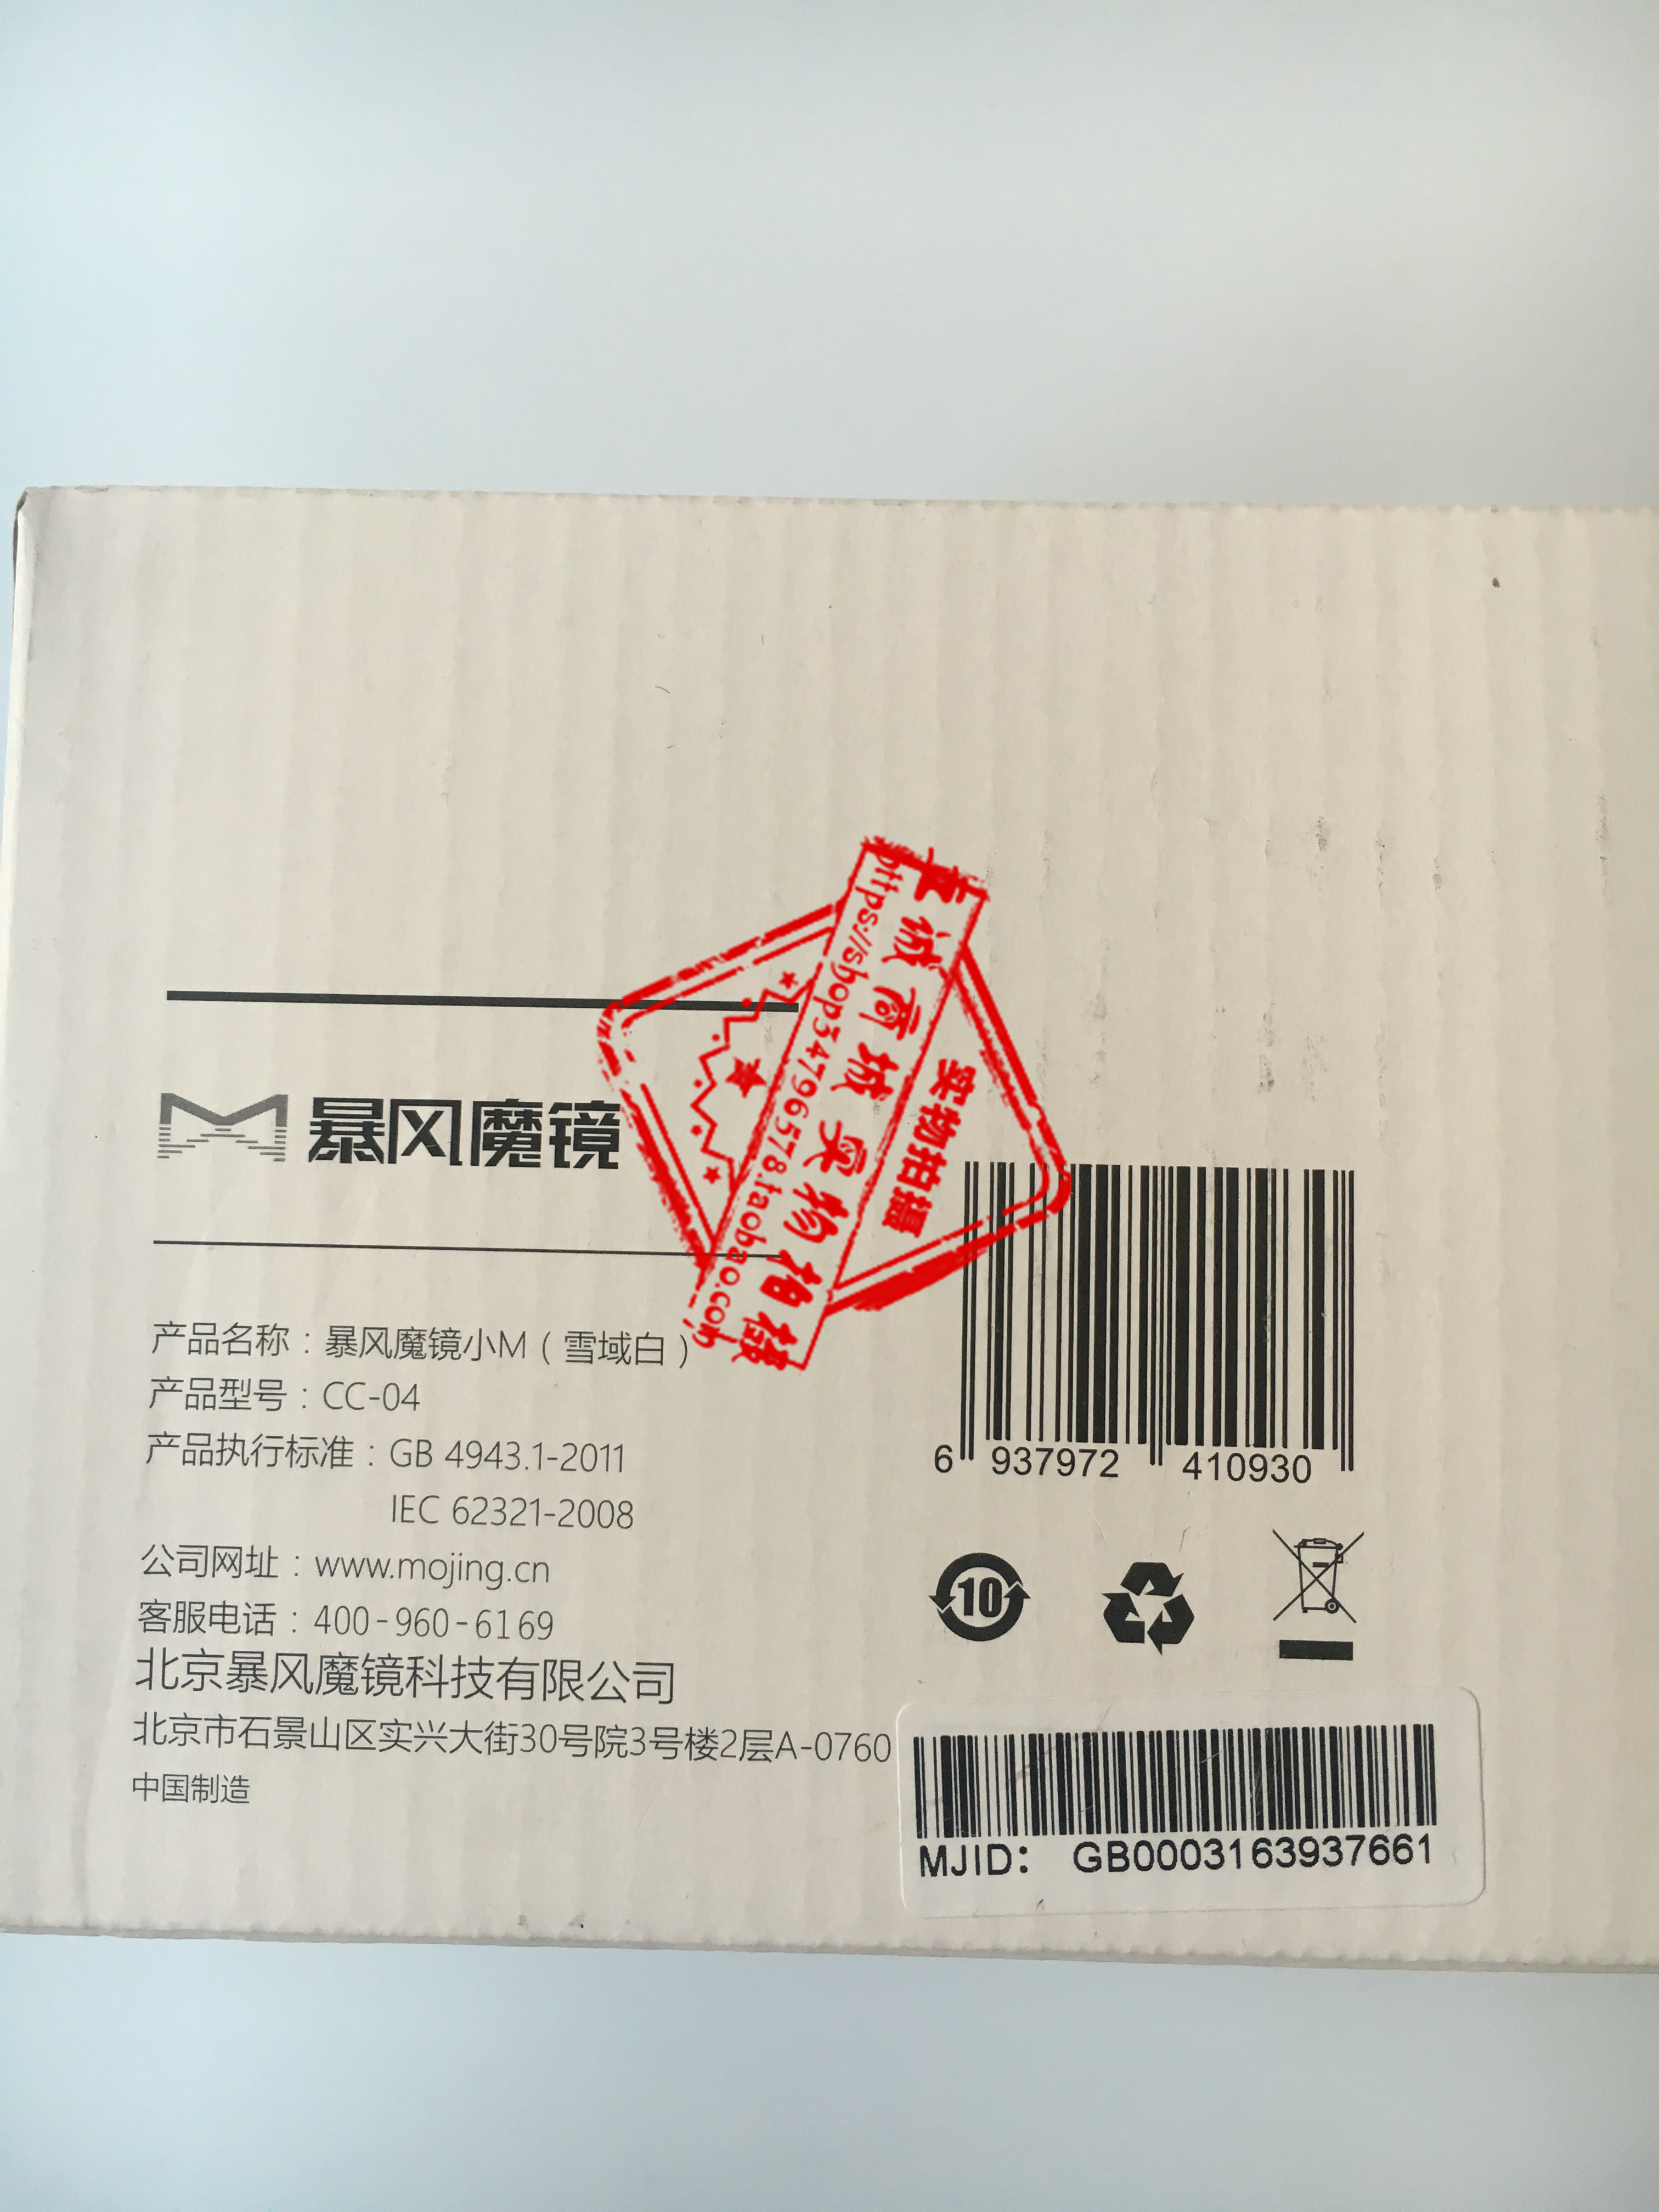 暴风魔镜
产品名称：暴风魔镜小M（雪域白）
产品型号：CC-04
产品执行标准：GB 4943.1-2011
IEC 62321-2008
公司网址：www.mojing.cn
客服电话：400-960-6169
北京暴风魔镜科技有限公司
北京市石景山区实兴大街30号院3号楼2层A-0760
中国制造
6 937972 410930
10
MJID： GB0003163937661
诚商城实物拍摄
https://shop347966578.taobao.com
实物拍摄